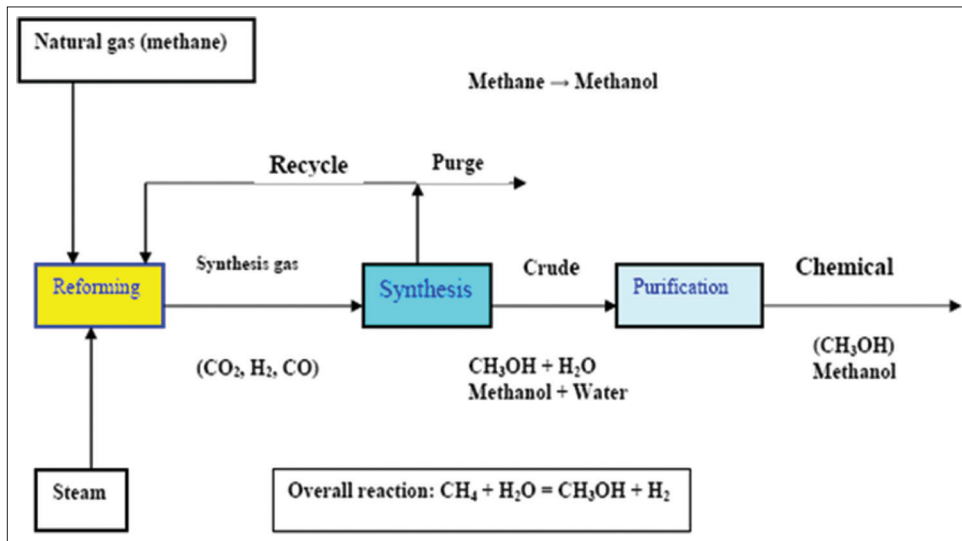 Natural gas (methane)
Methane → Methanol
Recycle
Purge
Synthesis gas
Reforming
Synthesis
Crude
Purification
Chemical
(CO₂, H₂, CO)
CH₃OH + H₂O
Methanol + Water
(CH₃OH)
Methanol
Steam
Overall reaction: CH₄ + H₂O = CH₃OH + H₂